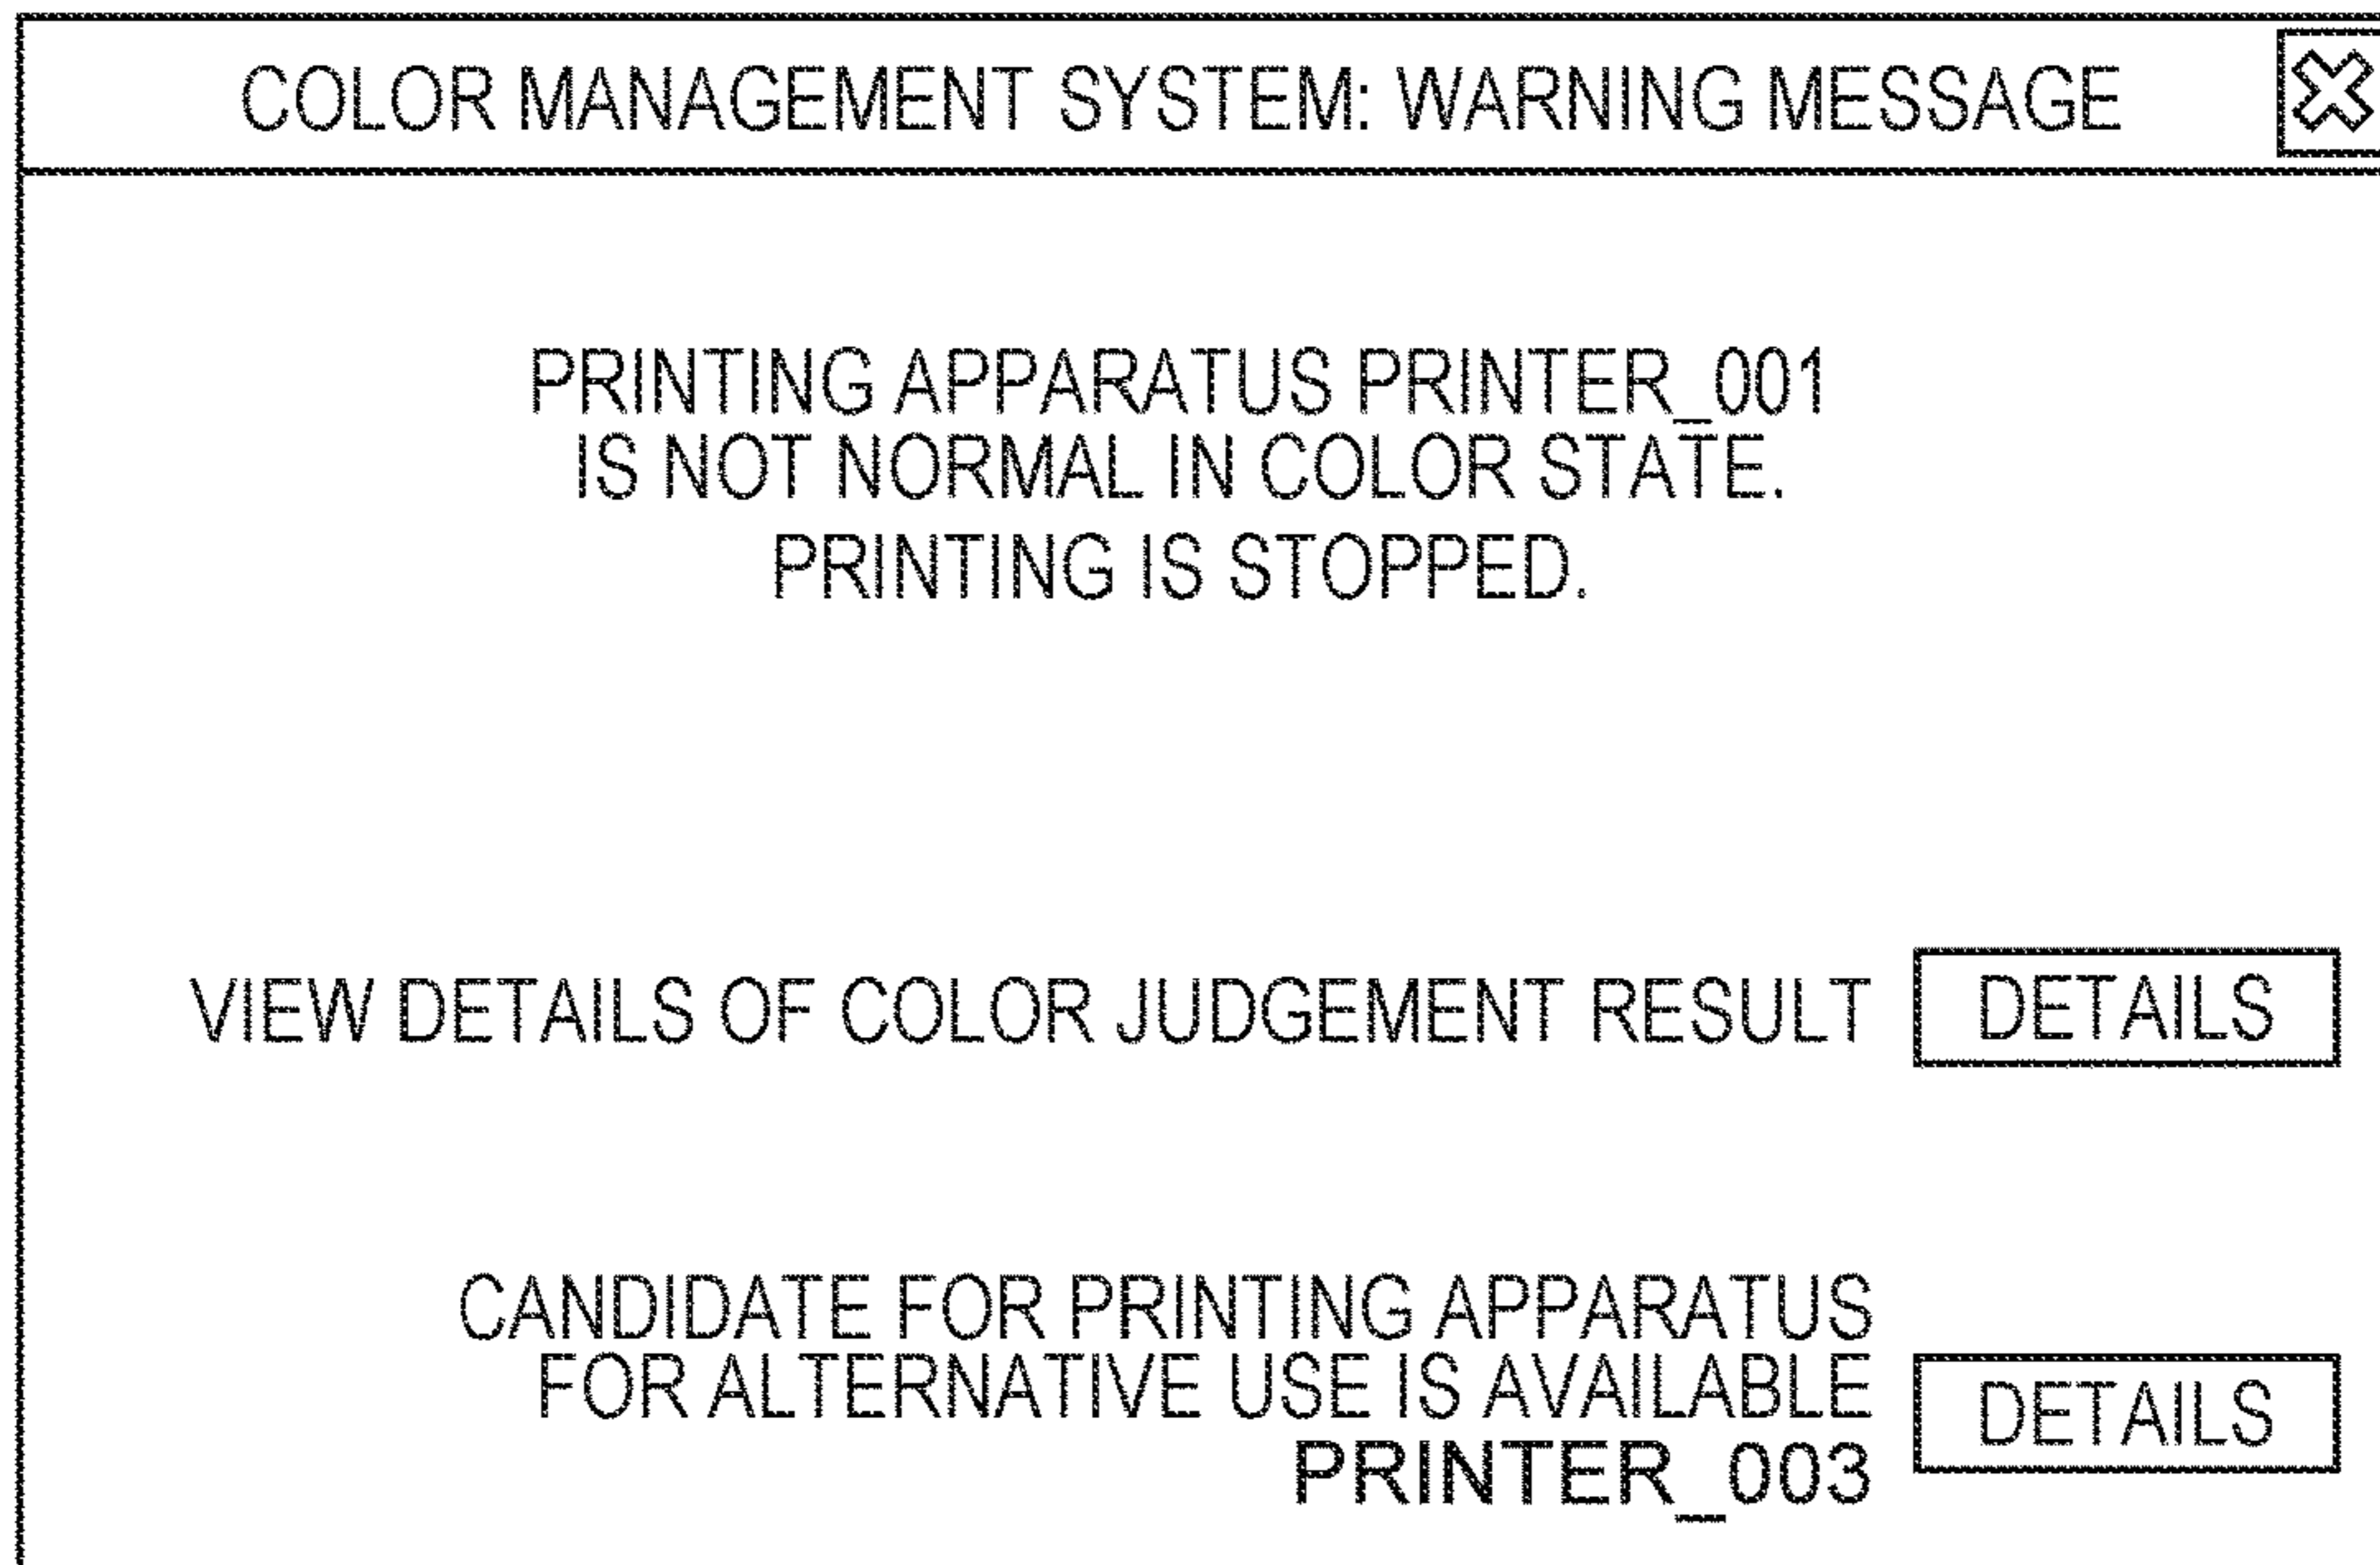 COLOR MANAGEMENT SYSTEM: WARNING MESSAGE
PRINTING APPARATUS PRINTER_001
IS NOT NORMAL IN COLOR STATE.
PRINTING IS STOPPED.
VIEW DETAILS OF COLOR JUDGEMENT RESULT DETAILS
CANDIDATE FOR PRINTING APPARATUS
FOR ALTERNATIVE USE IS AVAILABLE DETAILS
PRINTER_003